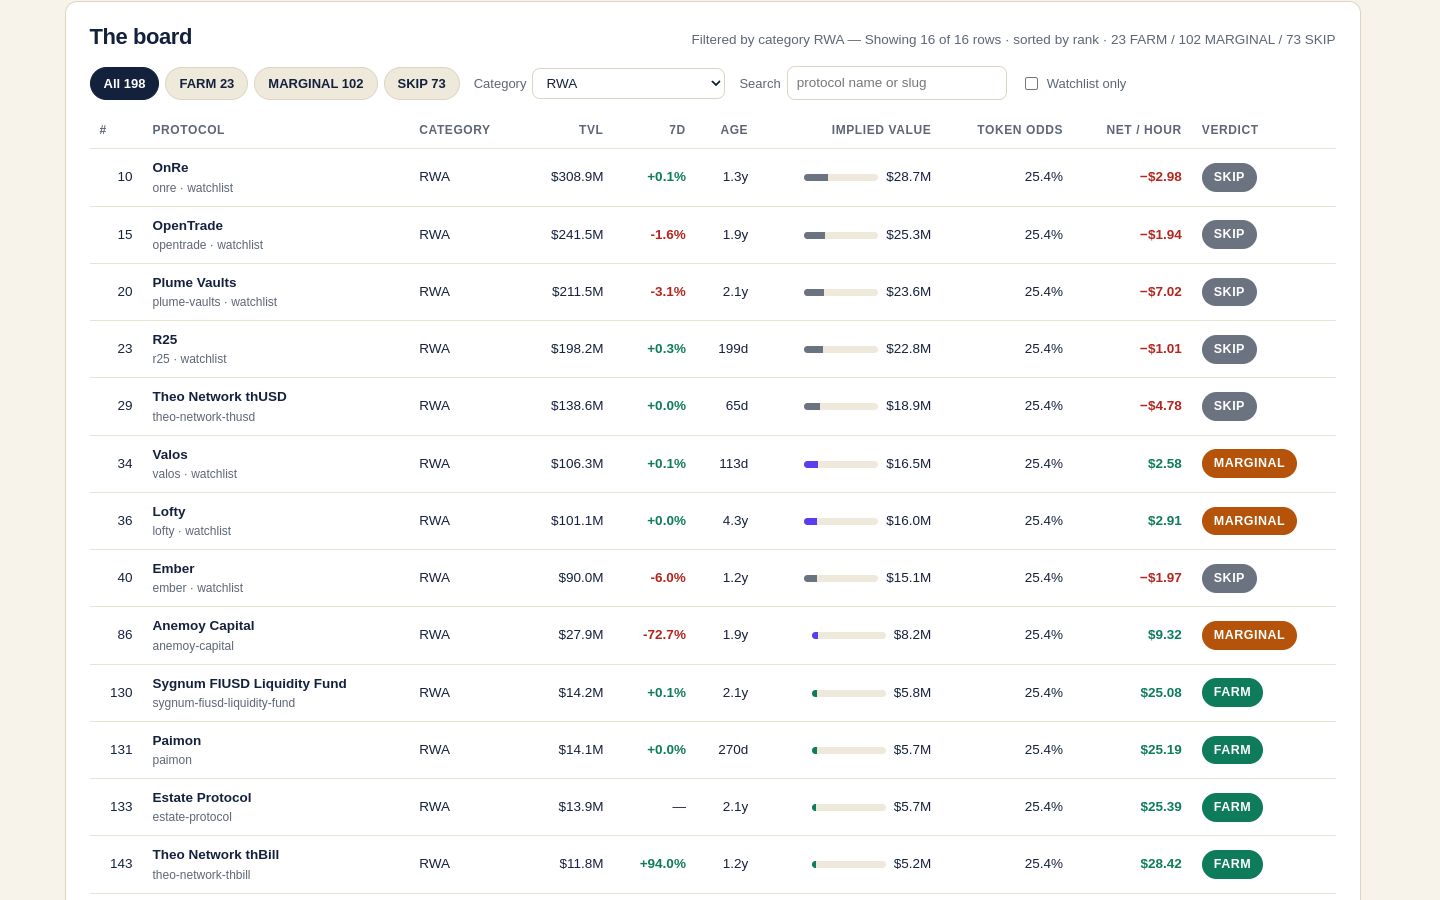 The board
Filtered by category RWA — Showing 16 of 16 rows · sorted by rank · 23 FARM / 102 MARGINAL / 73 SKIP
All 198 FARM 23 MARGINAL 102 SKIP 73 Category RWA Search protocol name or slug Watchlist only
# PROTOCOL CATEGORY TVL 7D AGE IMPLIED VALUE TOKEN ODDS NET / HOUR VERDICT
10 OnRe RWA $308.9M +0.1% 1.3y $28.7M 25.4% −$2.98 SKIP
onre · watchlist
15 OpenTrade RWA $241.5M -1.6% 1.9y $25.3M 25.4% −$1.94 SKIP
opentrade · watchlist
20 Plume Vaults RWA $211.5M -3.1% 2.1y $23.6M 25.4% −$7.02 SKIP
plume-vaults · watchlist
23 R25 RWA $198.2M +0.3% 199d $22.8M 25.4% −$1.01 SKIP
r25 · watchlist
29 Theo Network thUSD RWA $138.6M +0.0% 65d $18.9M 25.4% −$4.78 SKIP
theo-network-thusd
34 Valos RWA $106.3M +0.1% 113d $16.5M 25.4% $2.58 MARGINAL
valos · watchlist
36 Lofty RWA $101.1M +0.0% 4.3y $16.0M 25.4% $2.91 MARGINAL
lofty · watchlist
40 Ember RWA $90.0M -6.0% 1.2y $15.1M 25.4% −$1.97 SKIP
ember · watchlist
86 Anemoy Capital RWA $27.9M -72.7% 1.9y $8.2M 25.4% $9.32 MARGINAL
anemoy-capital
130 Sygnum FIUSD Liquidity Fund RWA $14.2M +0.1% 2.1y $5.8M 25.4% $25.08 FARM
sygnum-fiusd-liquidity-fund
131 Paimon RWA $14.1M +0.0% 270d $5.7M 25.4% $25.19 FARM
paimon
133 Estate Protocol RWA $13.9M — 2.1y $5.7M 25.4% $25.39 FARM
estate-protocol
143 Theo Network thBill RWA $11.8M +94.0% 1.2y $5.2M 25.4% $28.42 FARM
theo-network-thbill